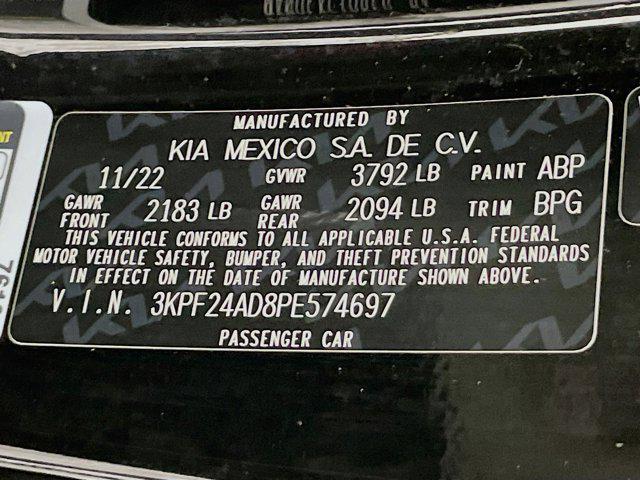 MANUFACTURED BY
KIA MEXICO S.A. DE C.V.
11/22 GVWR 3792 LB PAINT ABP
GAWR FRONT 2183 LB GAWR REAR 2094 LB TRIM BPG
THIS VEHICLE CONFORMS TO ALL APPLICABLE U.S.A. FEDERAL
MOTOR VEHICLE SAFETY, BUMPER, AND THEFT PREVENTION STANDARDS
IN EFFECT ON THE DATE OF MANUFACTURE SHOWN ABOVE.
V.I.N. 3KPF24AD8PE574697
PASSENGER CAR